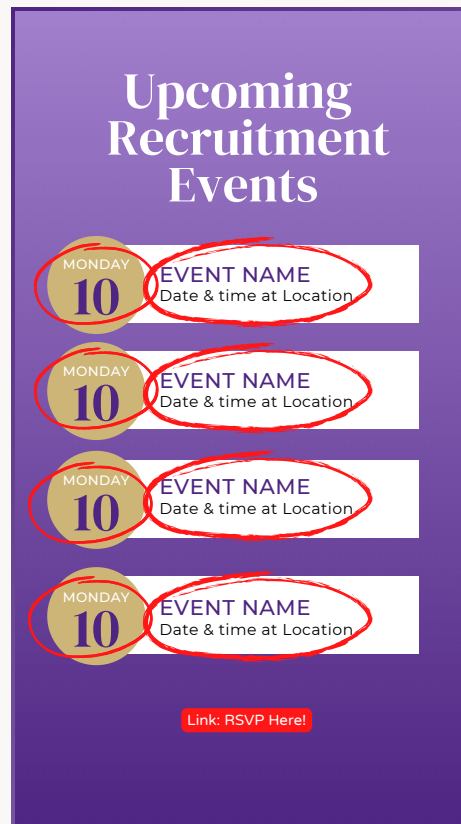 Upcoming
Recruitment
Events
MONDAY
10
EVENT NAME
Date & time at Location
MONDAY
10
EVENT NAME
Date & time at Location
MONDAY
10
EVENT NAME
Date & time at Location
MONDAY
10
EVENT NAME
Date & time at Location
Link: RSVP Here!